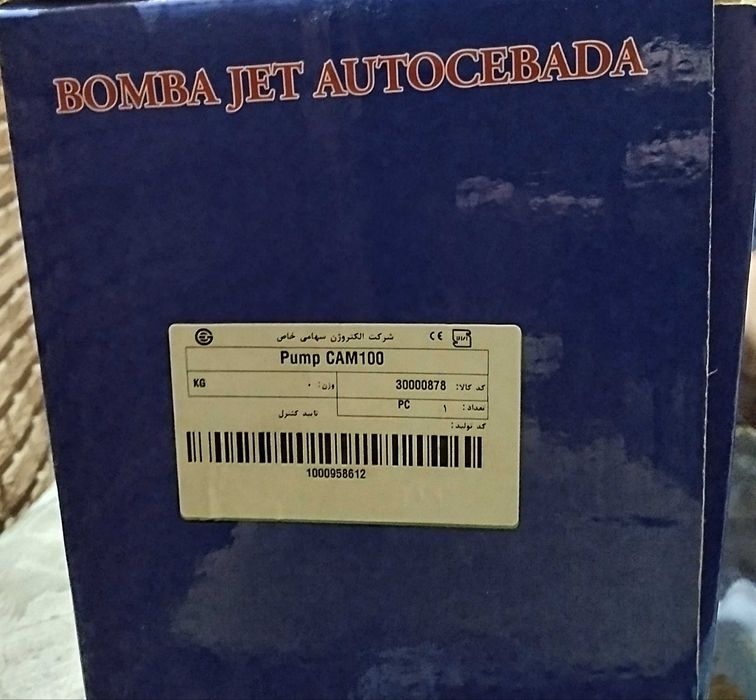 BOMBA JET AUTOCEBADA
شرکت الکتروژن سهامی خاص CE
Pump CAM100
کد کالا: 30000878
وزن: ۰ KG
تعداد: ۱ PC
تایید کنترل
کد تولید:
1000958612